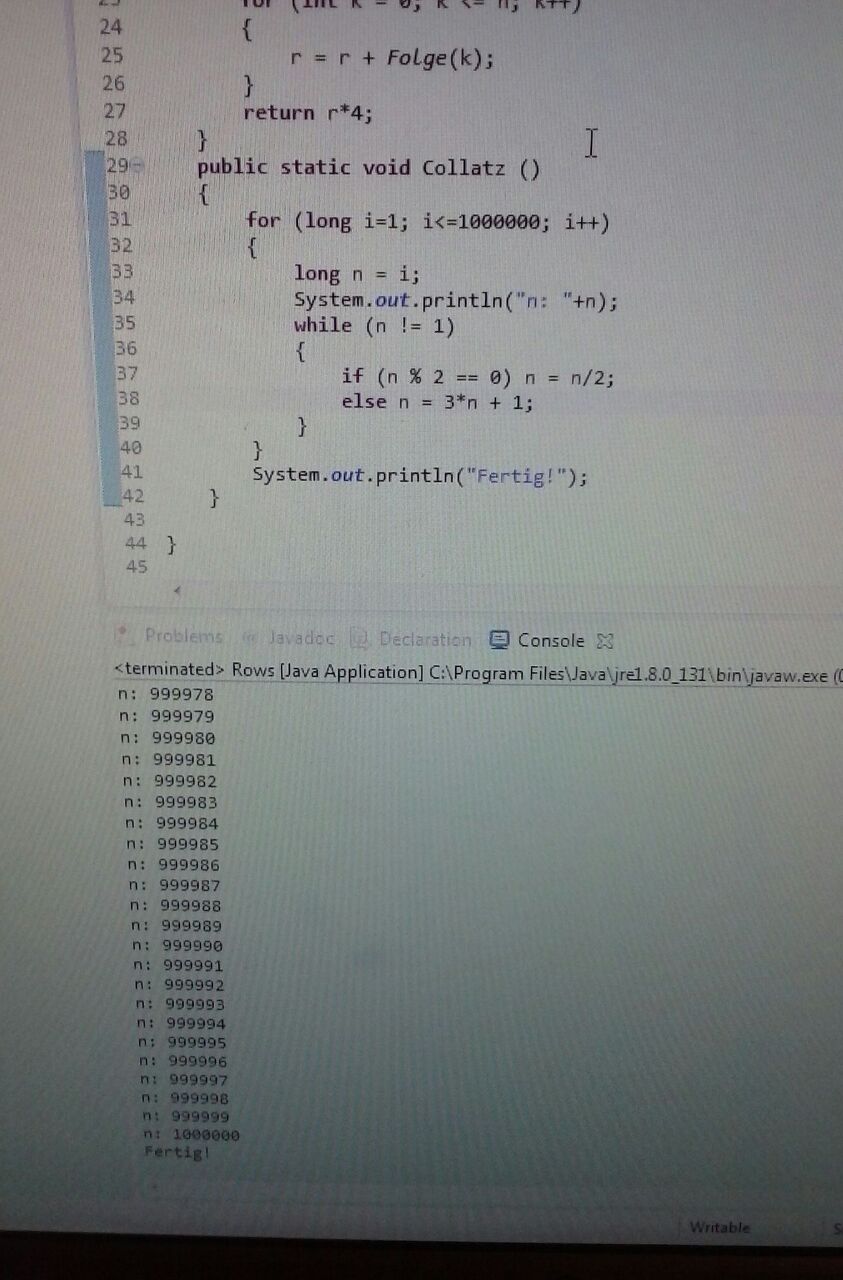 23 for (int k = 0; k <= n; k++)
24 {
25 r = r + Folge(k);
26 }
27 return r*4;
28 }
29 public static void Collatz ()
30 {
31 for (long i=1; i<=1000000; i++)
32 {
33 long n = i;
34 System.out.println("n: "+n);
35 while (n != 1)
36 {
37 if (n % 2 == 0) n = n/2;
38 else n = 3*n + 1;
39 }
40 }
41 System.out.println("Fertig!");
42 }
43
44 }
45
Problems Javadoc Declaration Console
<terminated> Rows [Java Application] C:\Program Files\Java\jre1.8.0_131\bin\javaw.exe (
n: 999978
n: 999979
n: 999980
n: 999981
n: 999982
n: 999983
n: 999984
n: 999985
n: 999986
n: 999987
n: 999988
n: 999989
n: 999990
n: 999991
n: 999992
n: 999993
n: 999994
n: 999995
n: 999996
n: 999997
n: 999998
n: 999999
n: 1000000
Fertig!
Writable